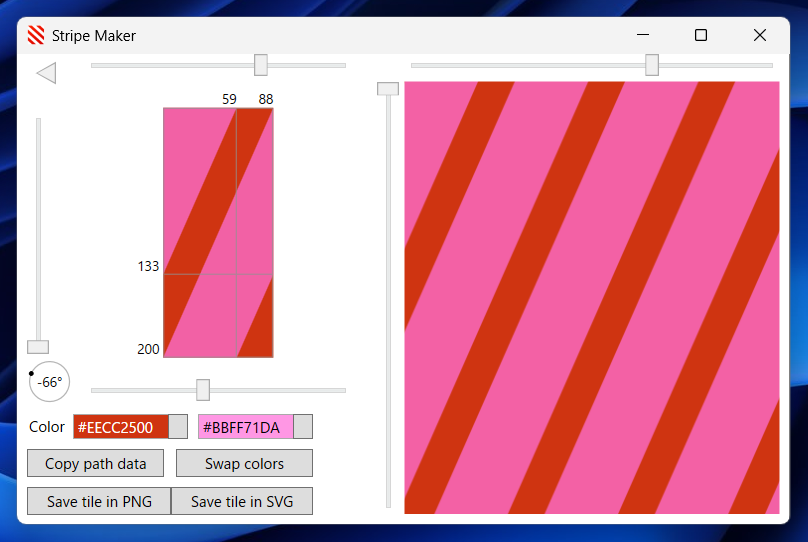 Stripe Maker
59 88
133
200
-66°
Color #EECC2500 #BBFF71DA
Copy path data Swap colors
Save tile in PNG Save tile in SVG